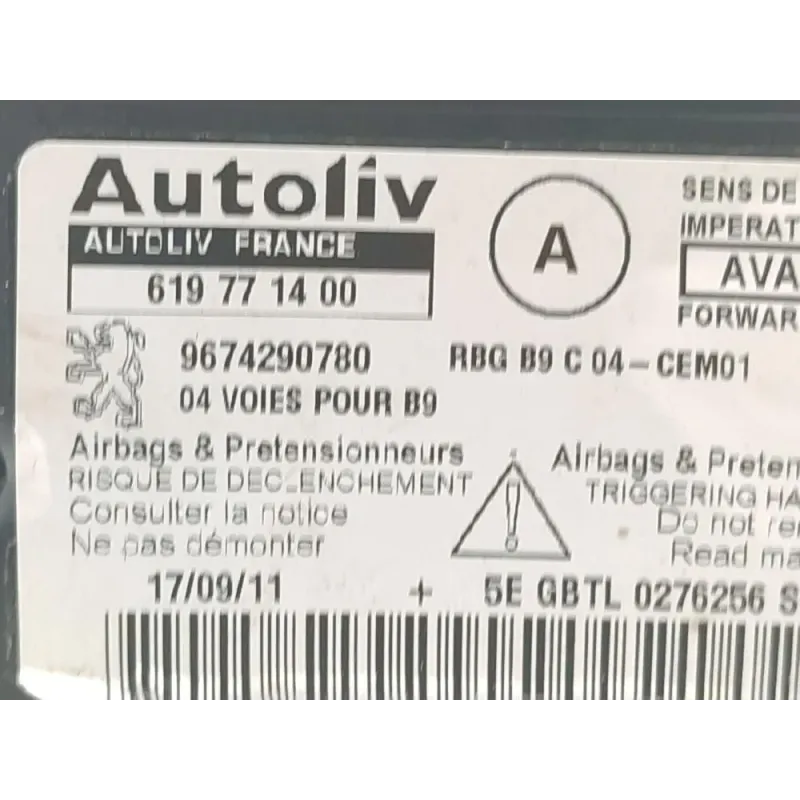 Autoliv
AUTOLIV FRANCE
619 77 14 00
A
SENS DE
IMPERAT
AVA
FORWAR
9674290780
RBG B9 C 04-CEM01
04 VOIES POUR B9
Airbags & Pretensionneurs
RISQUE DE DECLENCHEMENT
Consulter la notice
Ne pas démonter
!
Airbags & Preten
TRIGGERING HA
Do not re
Read ma
17/09/11 + 5E GBTL 0276256 S